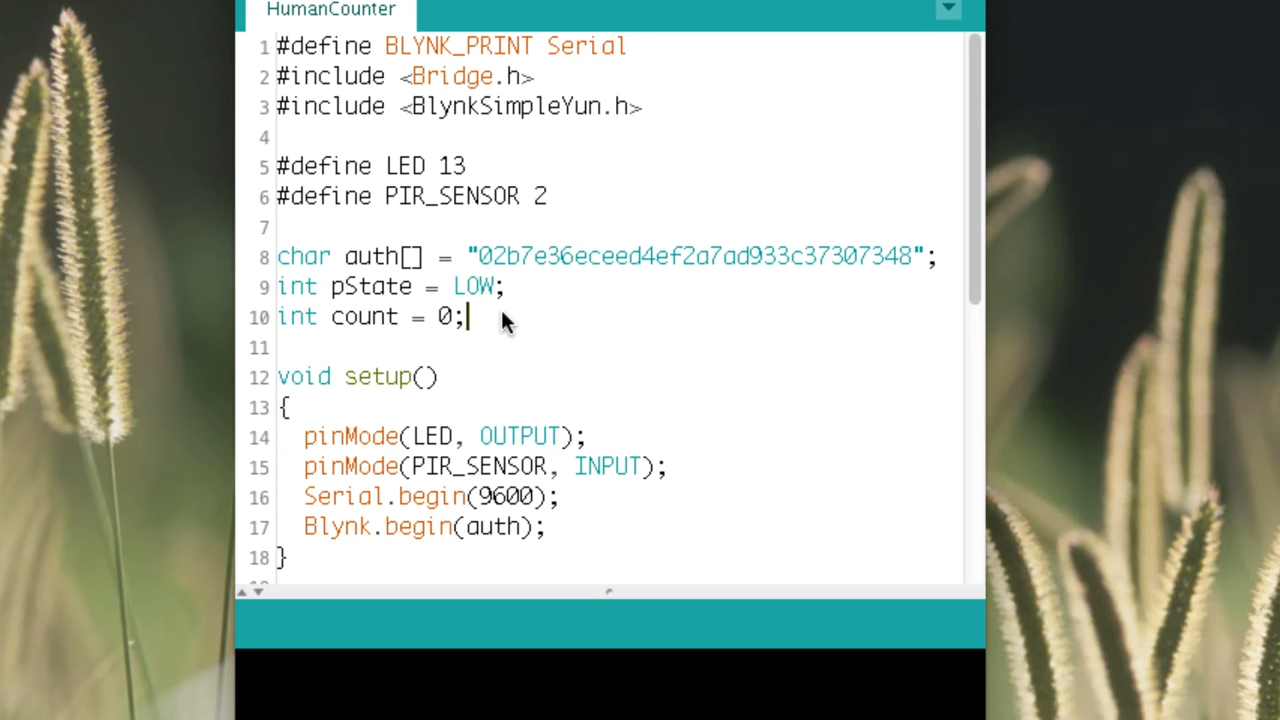 HumanCounter
1 #define BLYNK_PRINT Serial
2 #include <Bridge.h>
3 #include <BlynkSimpleYun.h>
4
5 #define LED 13
6 #define PIR_SENSOR 2
7
8 char auth[] = "02b7e36eceed4ef2a7ad933c37307348";
9 int pState = LOW;
10 int count = 0;
11
12 void setup()
13 {
14   pinMode(LED, OUTPUT);
15   pinMode(PIR_SENSOR, INPUT);
16   Serial.begin(9600);
17   Blynk.begin(auth);
18 }